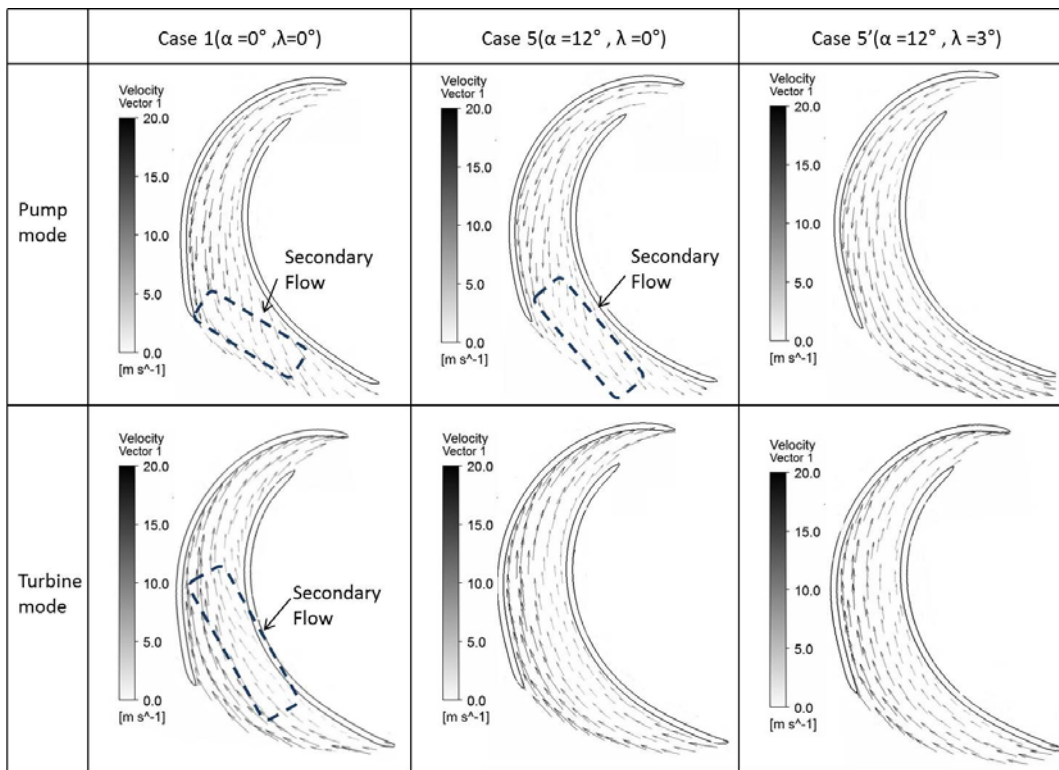 Case 1(α =0° ,λ=0°)
Case 5(α =12° , λ =0°)
Case 5’(α =12° , λ =3°)
Pump
mode
Velocity
Vector 1
20.0
15.0
10.0
5.0
0.0
[m s^-1]
Secondary
Flow
Velocity
Vector 1
20.0
15.0
10.0
5.0
0.0
[m s^-1]
Secondary
Flow
Velocity
Vector 1
20.0
15.0
10.0
5.0
0.0
[m s^-1]
Turbine
mode
Velocity
Vector 1
20.0
15.0
10.0
5.0
0.0
[m s^-1]
Secondary
Flow
Velocity
Vector 1
20.0
15.0
10.0
5.0
0.0
[m s^-1]
Velocity
Vector 1
20.0
15.0
10.0
5.0
0.0
[m s^-1]